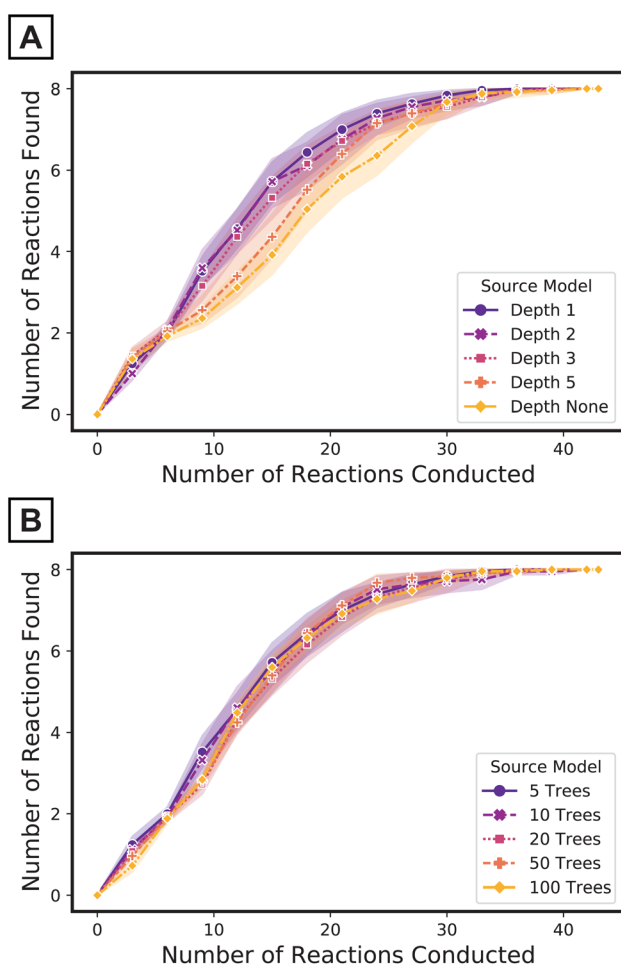 A
Number of Reactions Found
8
6
4
2
0
Source Model
Depth 1
Depth 2
Depth 3
Depth 5
Depth None
0
10
20
30
40
Number of Reactions Conducted
B
Number of Reactions Found
8
6
4
2
0
Source Model
5 Trees
10 Trees
20 Trees
50 Trees
100 Trees
0
10
20
30
40
Number of Reactions Conducted